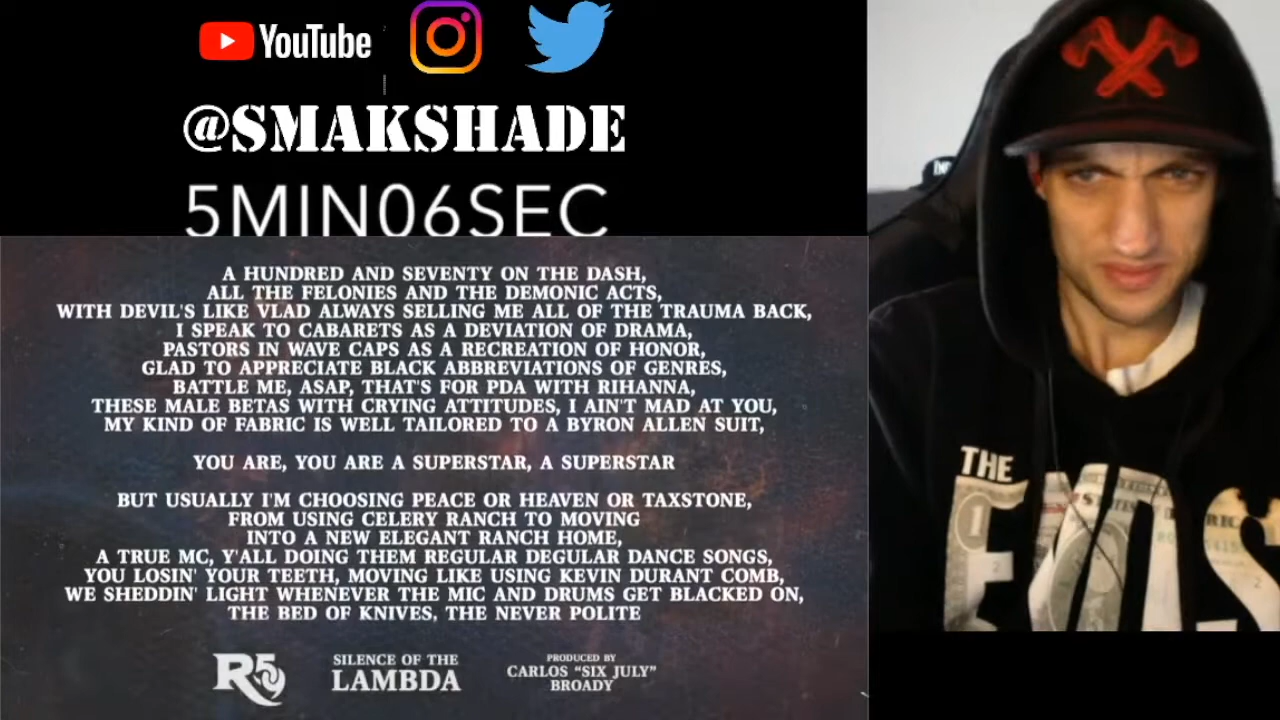 YouTube
@SMAKSHADE
5MIN06SEC
A HUNDRED AND SEVENTY ON THE DASH,
ALL THE FELONIES AND THE DEMONIC ACTS,
WITH DEVIL'S LIKE VLAD ALWAYS SELLING ME ALL OF THE TRAUMA BACK,
I SPEAK TO CABARETS AS A DEVIATION OF DRAMA,
PASTORS IN WAVE CAPS AS A RECREATION OF HONOR,
GLAD TO APPRECIATE BLACK ABBREVIATIONS OF GENRES,
BATTLE ME, ASAP, THAT'S FOR PDA WITH RIHANNA,
THESE MALE BETAS WITH CRYING ATTITUDES, I AIN'T MAD AT YOU,
MY KIND OF FABRIC IS WELL TAILORED TO A BYRON ALLEN SUIT,
YOU ARE, YOU ARE A SUPERSTAR, A SUPERSTAR
BUT USUALLY I'M CHOOSING PEACE OR HEAVEN OR TAXSTONE,
FROM USING CELERY RANCH TO MOVING
INTO A NEW ELEGANT RANCH HOME,
A TRUE MC, Y'ALL DOING THEM REGULAR DEGULAR DANCE SONGS,
YOU LOSIN' YOUR TEETH, MOVING LIKE USING KEVIN DURANT COMB,
WE SHEDDIN' LIGHT WHENEVER THE MIC AND DRUMS GET BLACKED ON,
THE BED OF KNIVES, THE NEVER POLITE
R5
SILENCE OF THE
LAMBDA
PRODUCED BY
CARLOS "SIX JULY"
BROADY
THE